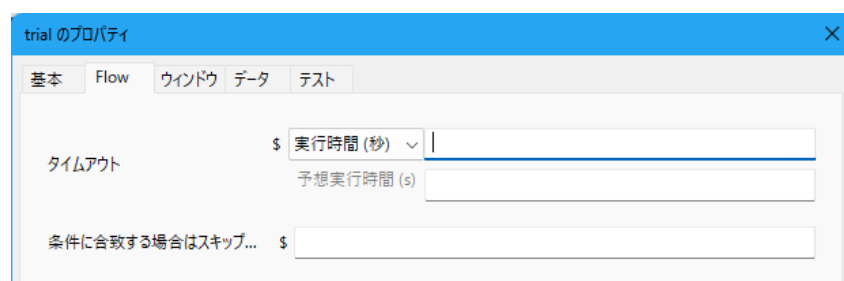 trial のプロパティ
基本 Flow ウィンドウ データ テスト
タイムアウト $ 実行時間 (秒)
予想実行時間 (s)
条件に合致する場合はスキップ... $